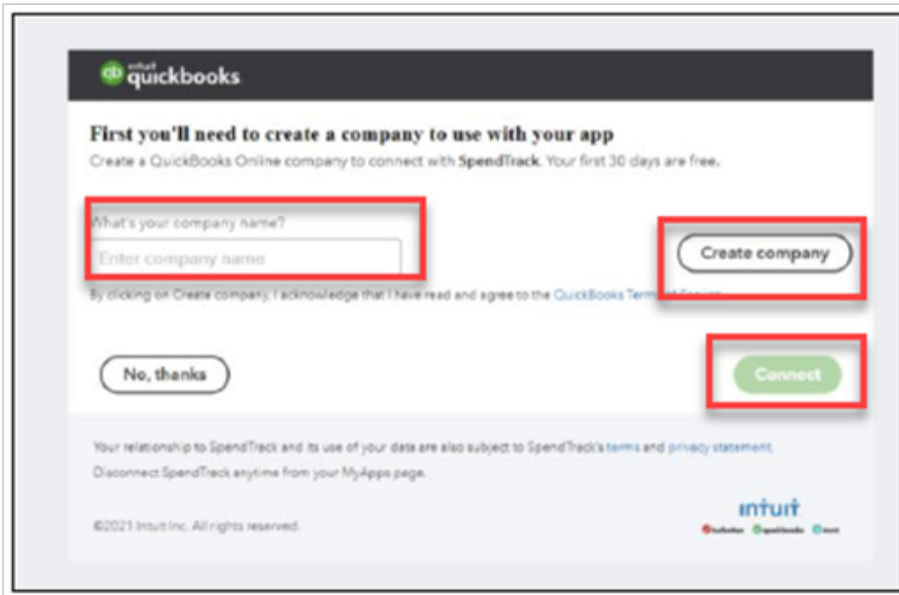 qb intuit
quickbooks.
First you'll need to create a company to use with your app
Create a QuickBooks Online company to connect with SpendTrack. Your first 30 days are free.
What's your company name?
Enter company name
Create company
By clicking on Create company, I acknowledge that I have read and agree to the QuickBooks Terms of Service
No, thanks
Connect
Your relationship to SpendTrack and its use of your data are also subject to SpendTrack's terms and privacy statement.
Disconnect SpendTrack anytime from your MyApps page.
intuit
©2021 Intuit Inc. All rights reserved.
turbotax quickbooks mint